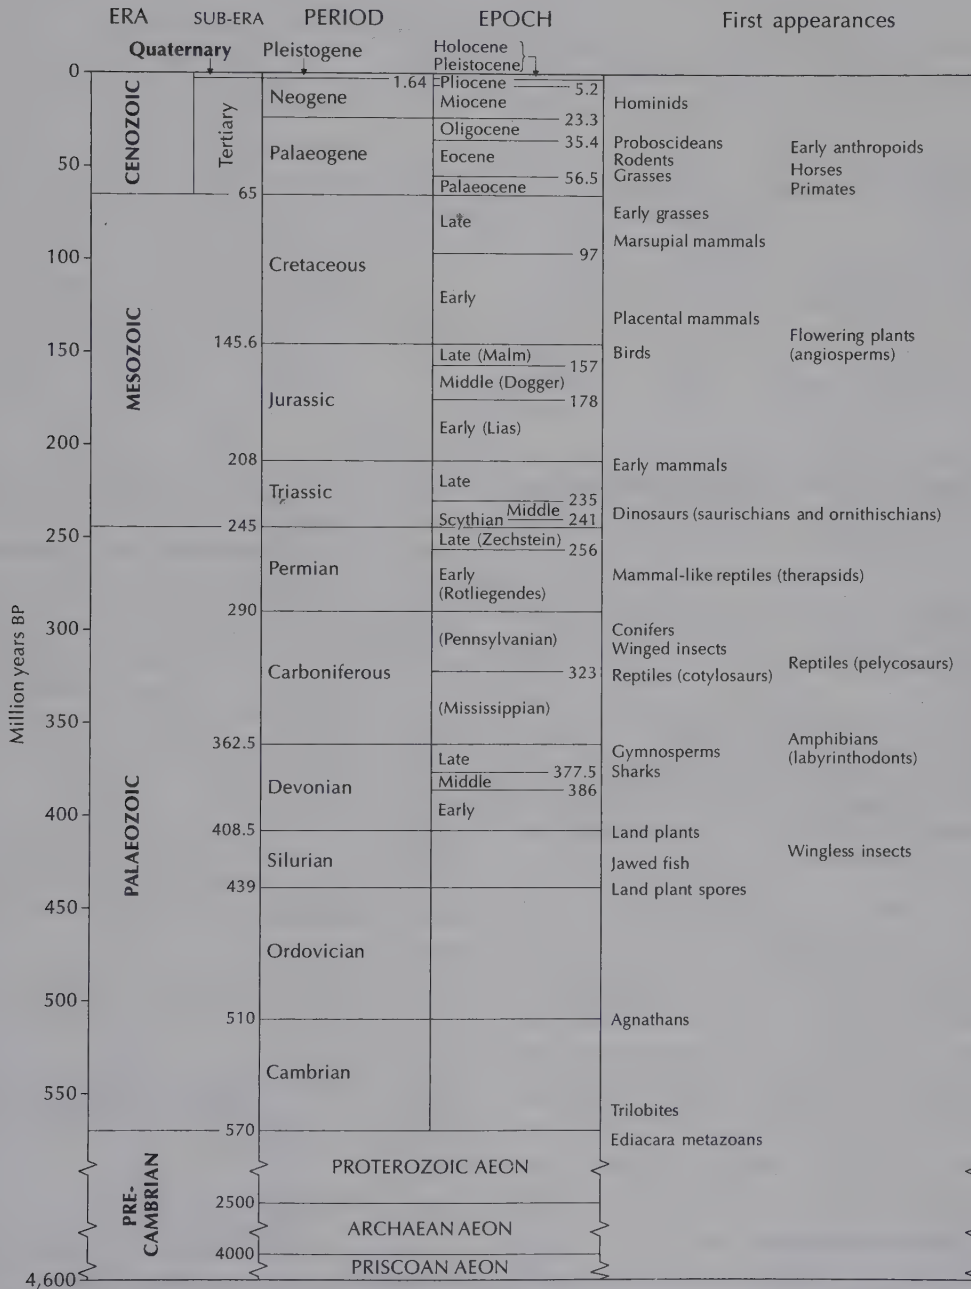 ERA SUB-ERA PERIOD EPOCH First appearances
Quaternary Pleistogene Holocene
Pleistocene
0
1.64 Pliocene 5.2
Neogene Miocene Hominids
23.3
CENOZOIC Tertiary Oligocene
35.4 Proboscideans Early anthropoids
Palaeogene Eocene Rodents
50 56.5 Grasses Horses
Palaeocene Primates
65
Late Early grasses
Marsupial mammals
100 97
Cretaceous
Early
Placental mammals
145.6 Flowering plants
150 Late (Malm) Birds (angiosperms)
157
MESOZOIC Middle (Dogger)
Jurassic 178
Early (Lias)
200
208 Early mammals
Late
Triassic 235
Middle
Scythian 241 Dinosaurs (saurischians and ornithischians)
250 245
Late (Zechstein)
256
Permian Early Mammal-like reptiles (therapsids)
(Rotliegendes)
290
300 Conifers
(Pennsylvanian) Winged insects
Reptiles (pelycosaurs)
Carboniferous 323 Reptiles (cotylosaurs)
Million years BP
(Mississippian)
350
362.5 Amphibians
Late Gymnosperms (labyrinthodonts)
377.5 Sharks
Devonian Middle
386
400 Early
408.5 Land plants
PALAEOZOIC Wingless insects
Silurian Jawed fish
439 Land plant spores
450
Ordovician
500
510 Agnathans
Cambrian
550
Trilobites
570
Ediacara metazoans
PROTEROZOIC AEON
PRE-
CAMBRIAN
2500
ARCHAEAN AEON
4000
PRISCOAN AEON
4,600